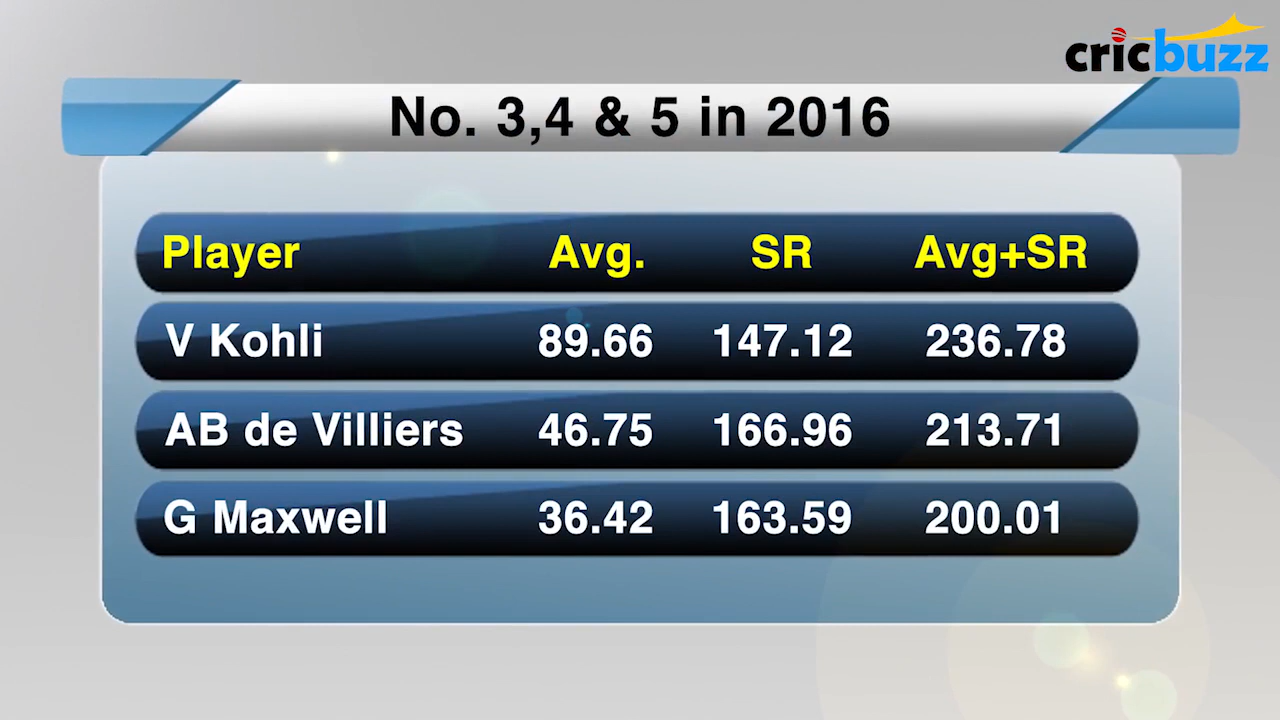 cricbuzz
No. 3,4 & 5 in 2016
Player Avg. SR Avg+SR
V Kohli 89.66 147.12 236.78
AB de Villiers 46.75 166.96 213.71
G Maxwell 36.42 163.59 200.01